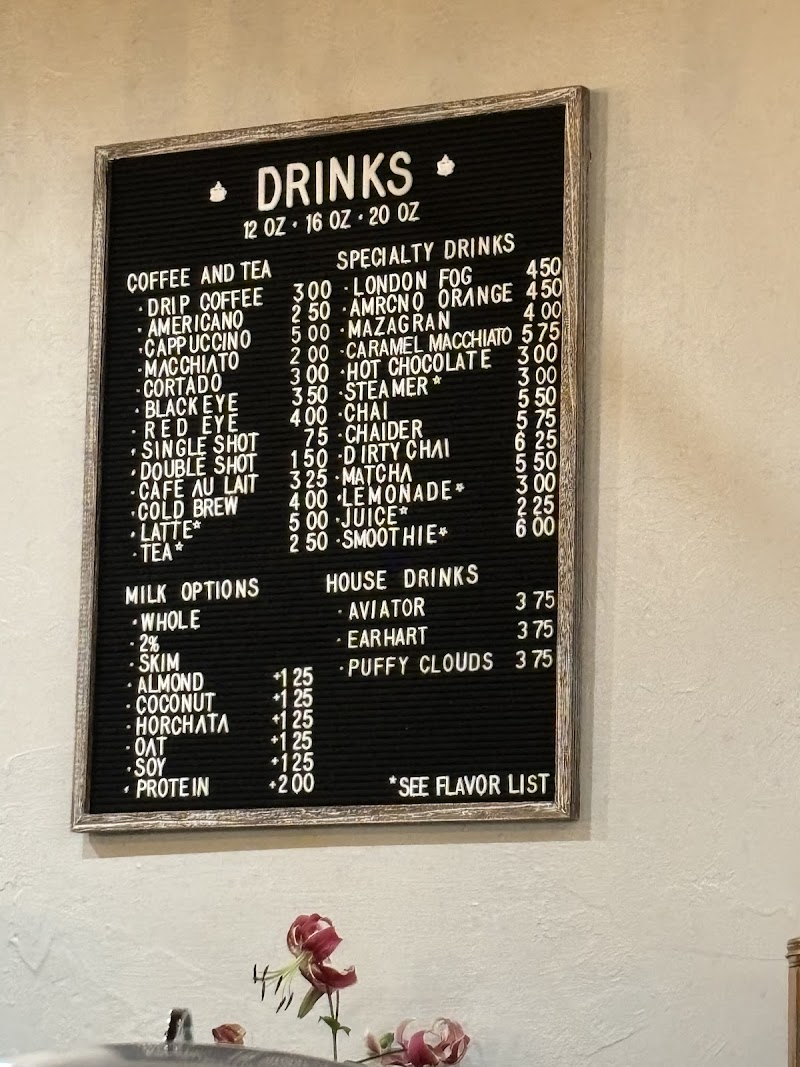 DRINKS
12 OZ · 16 OZ · 20 OZ
COFFEE AND TEA
· DRIP COFFEE 3 00
· AMERICANO 2 50
· CAPPUCCINO 5 00
· MACCHIATO 2 00
· CORTADO 3 00
· BLACK EYE 3 50
· RED EYE 4 00
· SINGLE SHOT 75
· DOUBLE SHOT 1 50
· CAFE AU LAIT 3 25
· COLD BREW 4 00
· LATTE* 5 00
· TEA* 2 50
SPECIALTY DRINKS
· LONDON FOG 4 50
· AMRCNO ORANGE 4 50
· MAZAGRAN 4 00
· CARAMEL MACCHIATO 5 75
· HOT CHOCOLATE 3 00
· STEAMER* 3 00
· CHAI 5 50
· CHAIDER 5 75
· DIRTY CHAI 6 25
· MATCHA 5 50
· LEMONADE* 3 00
· JUICE* 2 25
· SMOOTHIE* 6 00
MILK OPTIONS
· WHOLE
· 2%
· SKIM
· ALMOND +1 25
· COCONUT +1 25
· HORCHATA +1 25
· OAT +1 25
· SOY +1 25
· PROTEIN +2 00
HOUSE DRINKS
· AVIATOR 3 75
· EARHART 3 75
· PUFFY CLOUDS 3 75
*SEE FLAVOR LIST